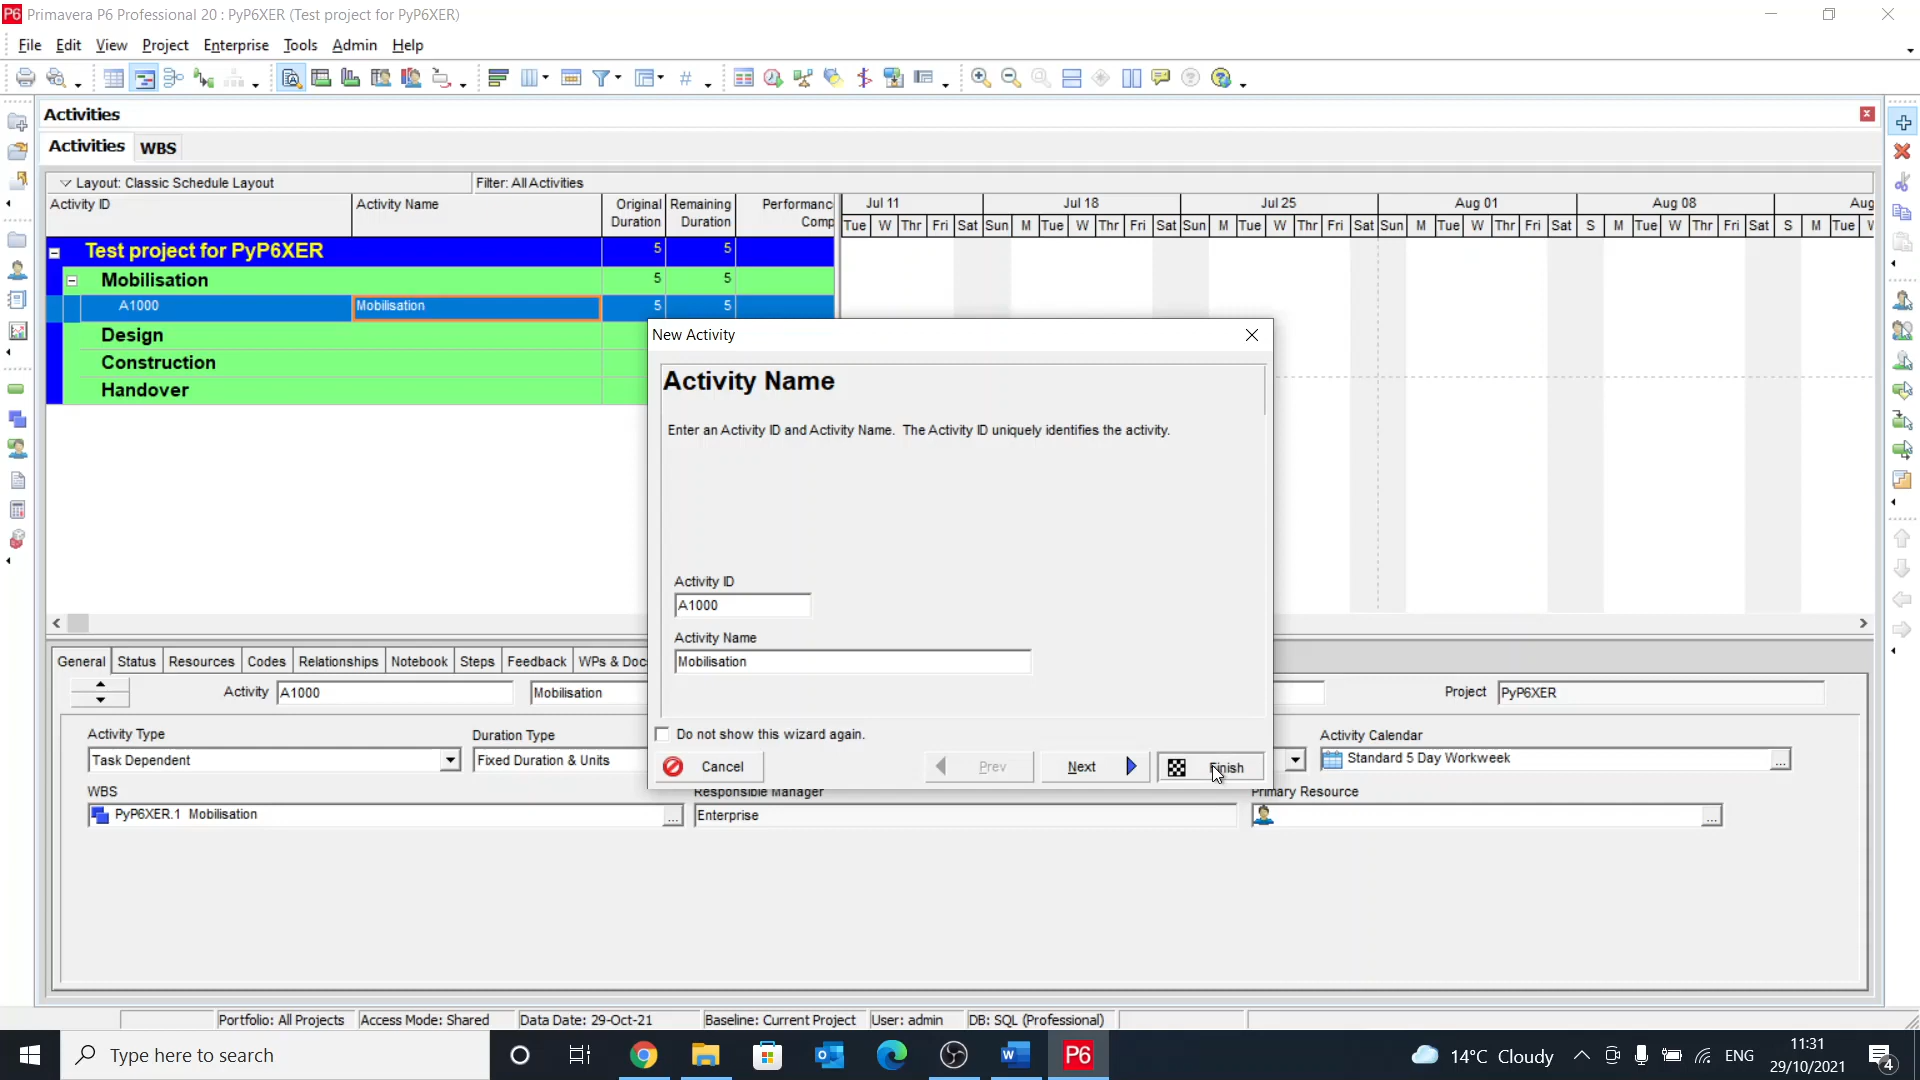 P6 Primavera P6 Professional 20 : PyP6XER (Test project for PyP6XER)
File Edit View Project Enterprise Tools Admin Help
Activities
Activities WBS
Layout: Classic Schedule Layout Filter: All Activities
Activity ID Activity Name Original Duration Remaining Duration Performanc Comp
Jul 11 Jul 18 Jul 25 Aug 01 Aug 08 Aug
Tue W Thr Fri Sat Sun M Tue W Thr Fri Sat Sun M Tue W Thr Fri Sat Sun M Tue W Thr Fri Sat S M Tue W Thr Fri Sat S M Tue
Test project for PyP6XER 5 5
Mobilisation 5 5
A1000 Mobilisation 5 5
Design
Construction
Handover
New Activity
Activity Name
Enter an Activity ID and Activity Name. The Activity ID uniquely identifies the activity.
Activity ID
A1000
Activity Name
Mobilisation
Do not show this wizard again.
Cancel Prev Next Finish
General Status Resources Codes Relationships Notebook Steps Feedback WPs & Doc
Activity A1000 Mobilisation Project PyP6XER
Activity Type Duration Type Activity Calendar
Task Dependent Fixed Duration & Units Standard 5 Day Workweek
WBS Responsible Manager Primary Resource
PyP6XER.1 Mobilisation Enterprise
Portfolio: All Projects Access Mode: Shared Data Date: 29-Oct-21 Baseline: Current Project User: admin DB: SQL (Professional)
Type here to search P6 14°C Cloudy ENG 11:31
29/10/2021 4